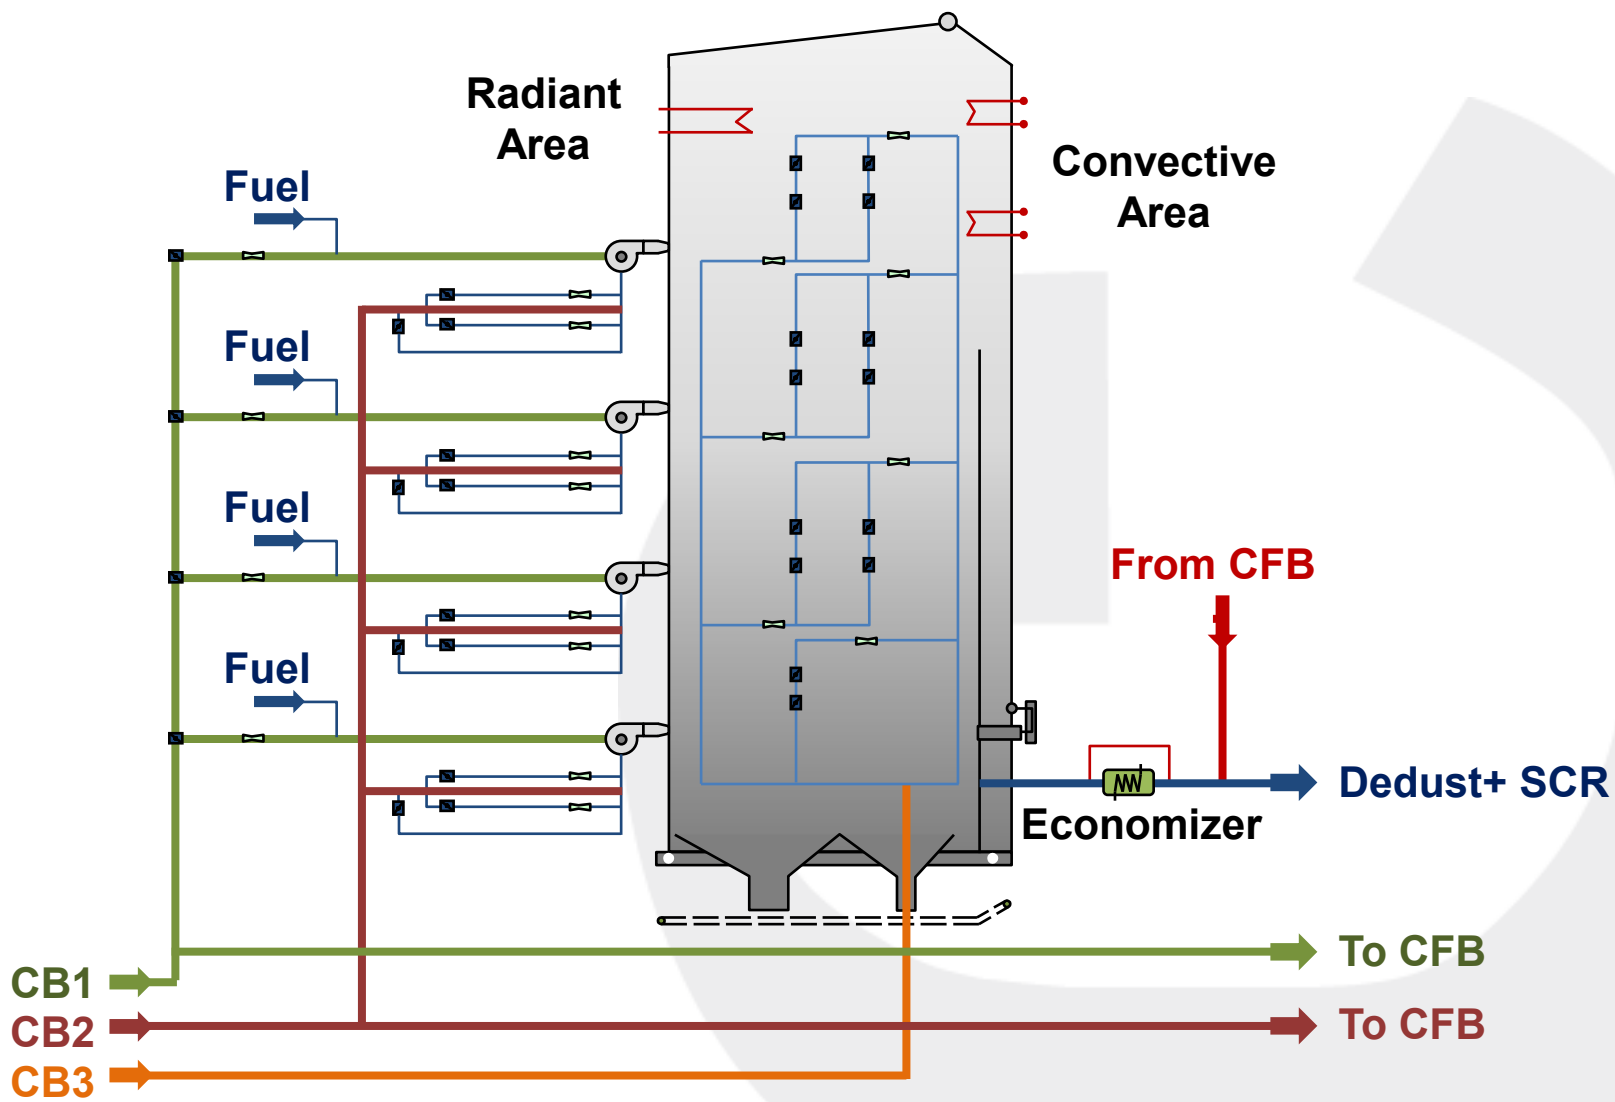 Radiant
Area
Convective
Area
Fuel
Fuel
Fuel
Fuel
From CFB
Dedust+ SCR
Economizer
To CFB
CB1
To CFB
CB2
CB3